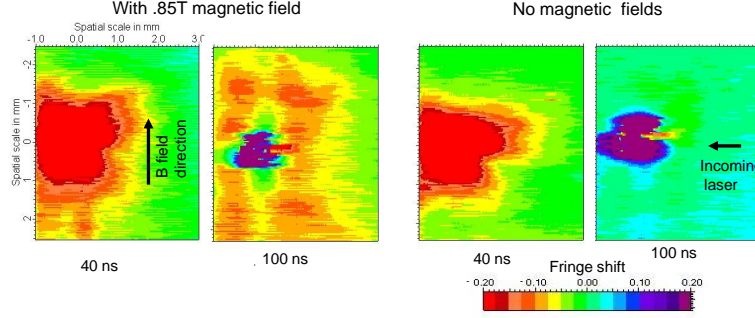 With .85T magnetic field
No magnetic fields
Spatial scale in mm
-1.0 0.0 1.0 2.0 3.0
Spatial scale in mm
-2 -1 0 1 2
B field
direction
Incoming
laser
40 ns
100 ns
40 ns
100 ns
Fringe shift
-0.20 -0.10 0.00 0.10 0.20